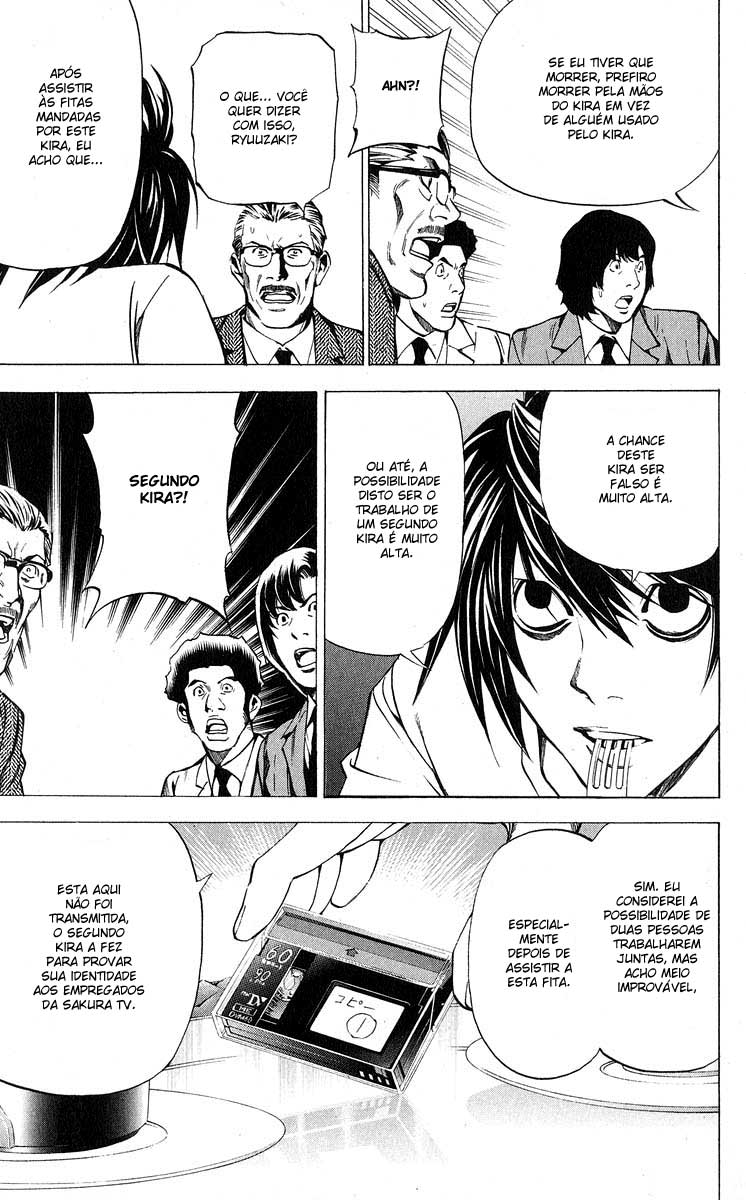 SE EU TIVER QUE
MORRER, PREFIRO
MORRER PELA MÃOS
DO KIRA EM VEZ
DE ALGUÉM USADO
PELO KIRA.
AHN?!
O QUE... VOCÊ
QUER DIZER
COM ISSO,
RYUUZAKI?
APÓS
ASSISTIR
ÀS FITAS
MANDADAS
POR ESTE
KIRA, EU
ACHO QUE...
A CHANCE
DESTE
KIRA SER
FALSO É
MUITO ALTA.
OU ATÉ, A
POSSIBILIDADE
DISTO SER O
TRABALHO DE
UM SEGUNDO
KIRA É MUITO
ALTA.
SEGUNDO
KIRA?!
SIM. EU
CONSIDEREI A
POSSIBILIDADE DE
DUAS PESSOAS
TRABALHAREM
JUNTAS, MAS
ACHO MEIO
IMPROVÁVEL,
ESPECIAL-
MENTE
DEPOIS DE
ASSISTIR A
ESTA FITA.
60
90
コピー
①
ESTA AQUI
NÃO FOI
TRANSMITIDA,
O SEGUNDO
KIRA A FEZ
PARA PROVAR
SUA IDENTIDADE
AOS EMPREGADOS
DA SAKURA TV.